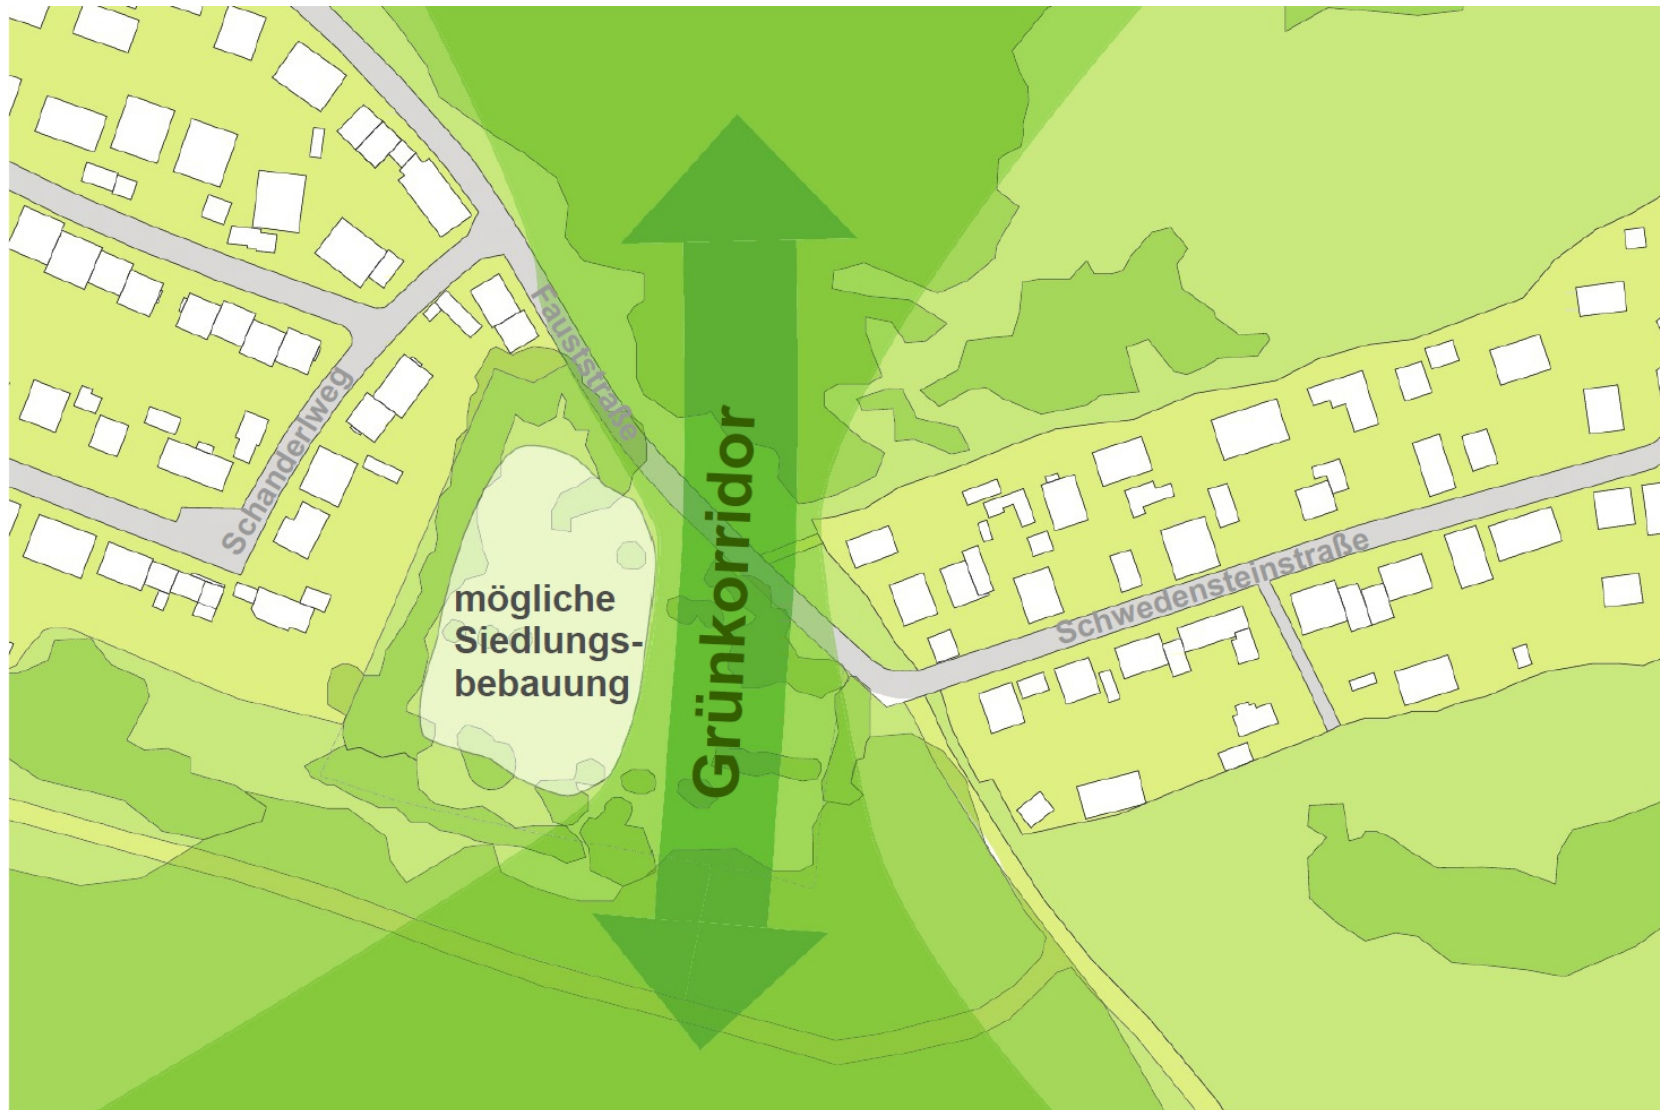 Fauststraße
Schanderlweg
Grünkorridor
Schwedensteinstraße
mögliche
Siedlungs-
bebauung